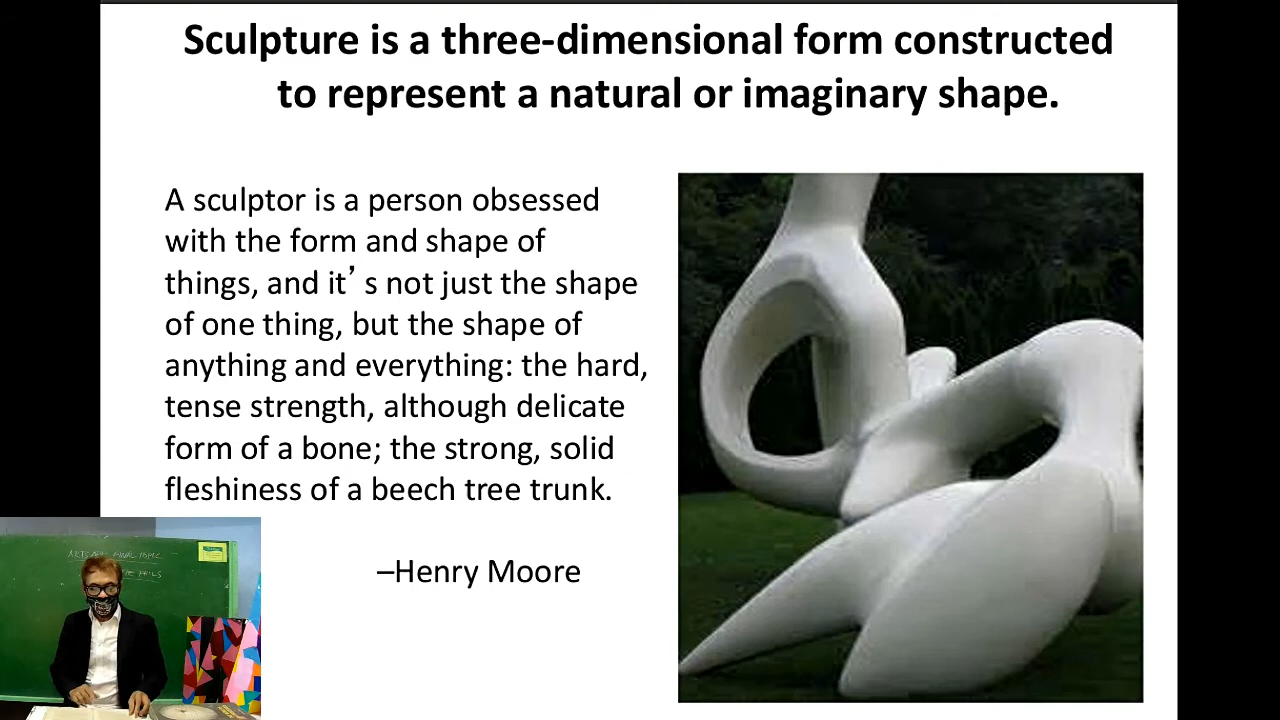 Sculpture is a three-dimensional form constructed
to represent a natural or imaginary shape.
A sculptor is a person obsessed
with the form and shape of
things, and it’ s not just the shape
of one thing, but the shape of
anything and everything: the hard,
tense strength, although delicate
form of a bone; the strong, solid
fleshiness of a beech tree trunk.
–Henry Moore
FINAL TOPIC